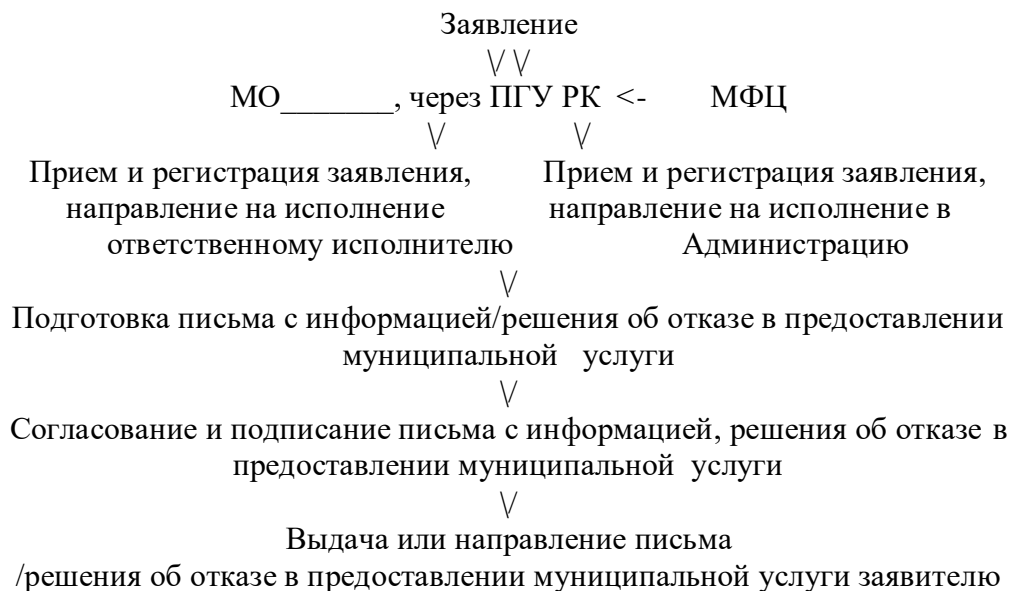 Заявление
\/ \/
МО_______, через ПГУ РК <- МФЦ
\/ \/
Прием и регистрация заявления, Прием и регистрация заявления,
направление на исполнение направление на исполнение в
ответственному исполнителю Администрацию
\/
Подготовка письма с информацией/решения об отказе в предоставлении
муниципальной услуги
\/
Согласование и подписание письма с информацией, решения об отказе в
предоставлении муниципальной услуги
\/
Выдача или направление письма
/решения об отказе в предоставлении муниципальной услуги заявителю